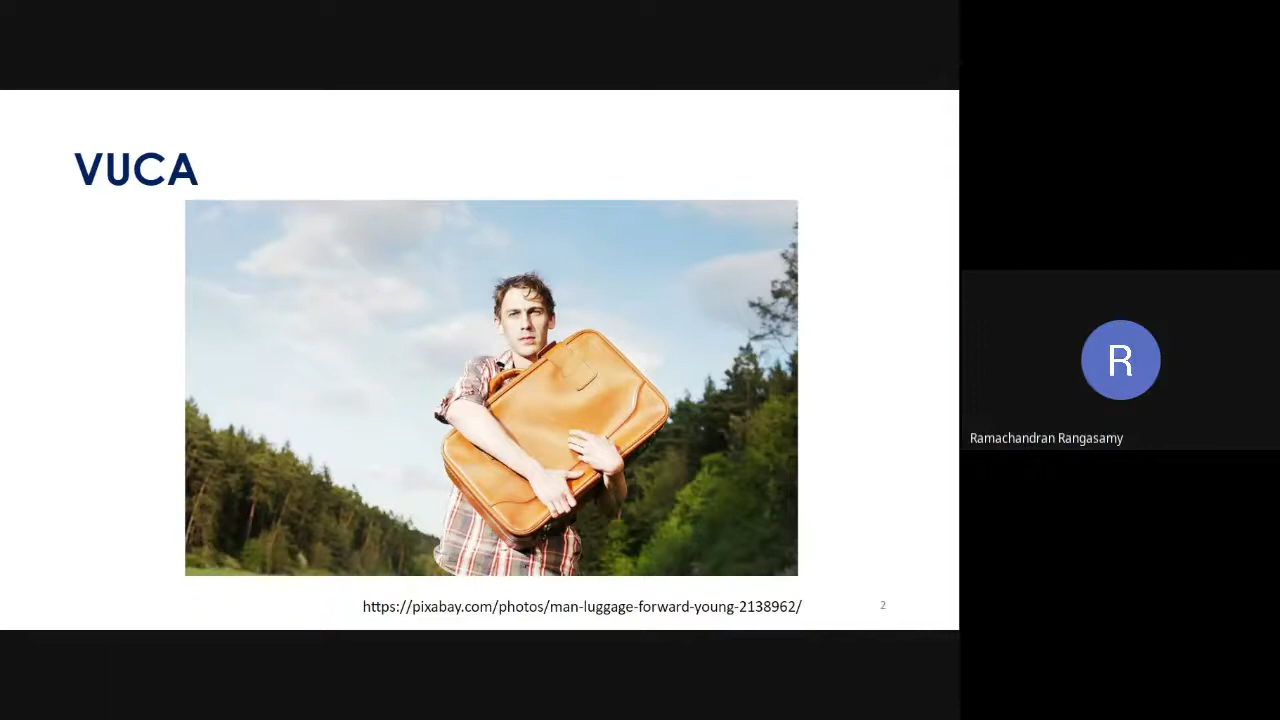 VUCA
https://pixabay.com/photos/man-luggage-forward-young-2138962/
2
R
Ramachandran Rangasamy